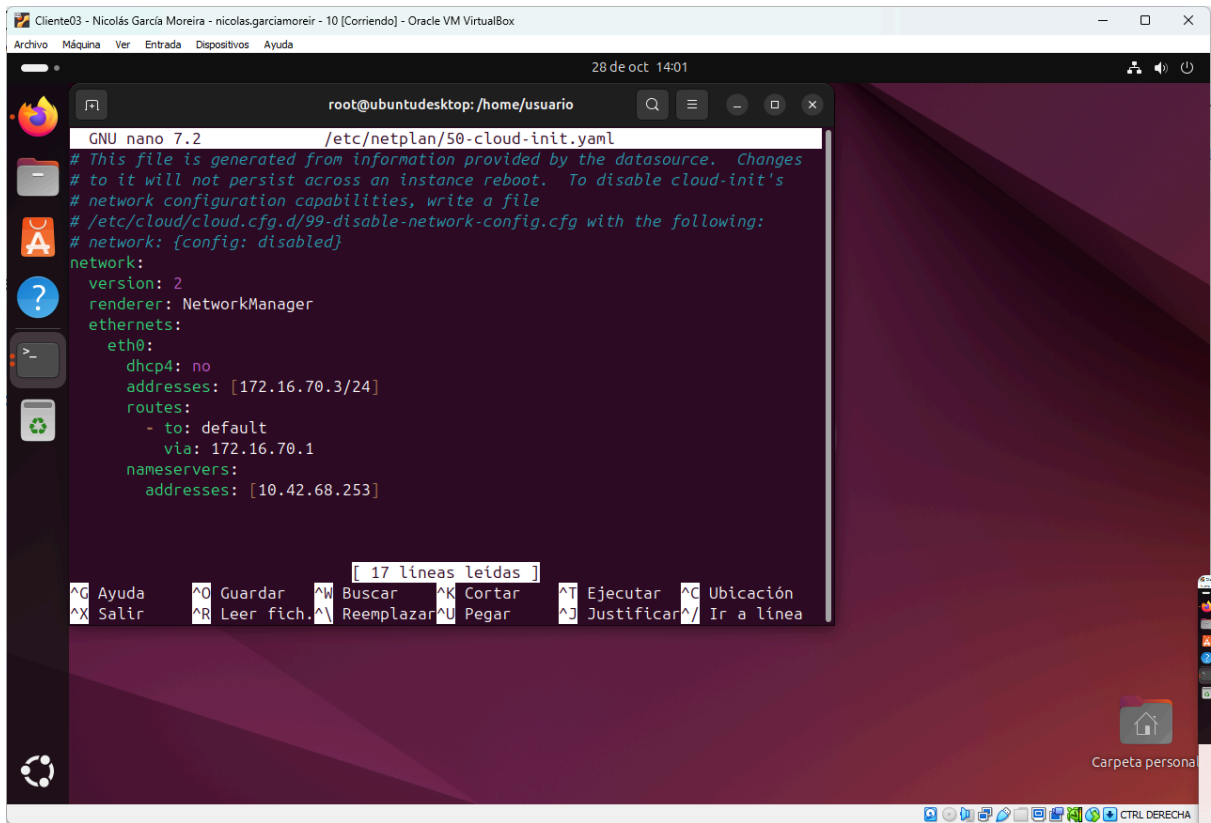 Cliente03 - Nicolás García Moreira - nicolas.garciamoreir - 10 [Corriendo] - Oracle VM VirtualBox
Archivo Máquina Ver Entrada Dispositivos Ayuda
28 de oct 14:01
root@ubuntudesktop: /home/usuario
GNU nano 7.2 /etc/netplan/50-cloud-init.yaml
# This file is generated from information provided by the datasource.  Changes
# to it will not persist across an instance reboot.  To disable cloud-init's
# network configuration capabilities, write a file
# /etc/cloud/cloud.cfg.d/99-disable-network-config.cfg with the following:
# network: {config: disabled}
network:
  version: 2
  renderer: NetworkManager
  ethernets:
    eth0:
      dhcp4: no
      addresses: [172.16.70.3/24]
      routes:
        - to: default
          via: 172.16.70.1
      nameservers:
        addresses: [10.42.68.253]
[ 17 líneas leídas ]
^G Ayuda ^O Guardar ^W Buscar ^K Cortar ^T Ejecutar ^C Ubicación
^X Salir ^R Leer fich. ^\ Reemplazar ^U Pegar ^J Justificar ^/ Ir a línea
Carpeta personal
CTRL DERECHA